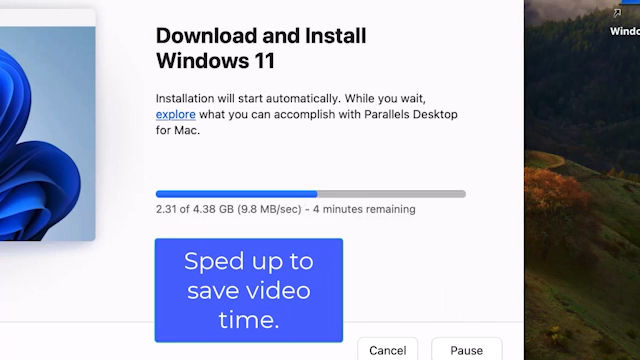 Download and Install
Windows 11
Installation will start automatically. While you wait,
explore what you can accomplish with Parallels Desktop
for Mac.
2.31 of 4.38 GB (9.8 MB/sec) - 4 minutes remaining
Sped up to
save video
time.
Cancel
Pause